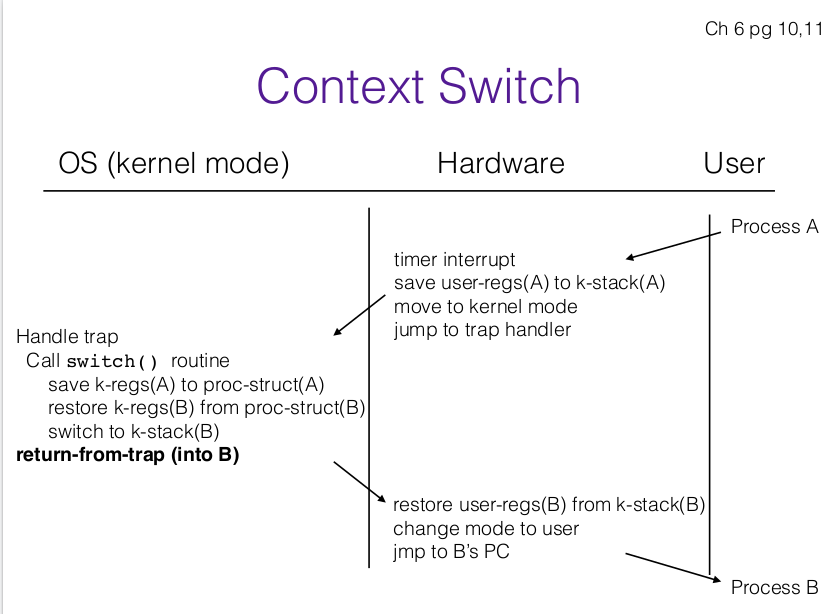 Ch 6 pg 10,11
Context Switch
OS (kernel mode)
Hardware
User
Process A
timer interrupt
save user-regs(A) to k-stack(A)
move to kernel mode
jump to trap handler
Handle trap
Call switch() routine
save k-regs(A) to proc-struct(A)
restore k-regs(B) from proc-struct(B)
switch to k-stack(B)
return-from-trap (into B)
restore user-regs(B) from k-stack(B)
change mode to user
jmp to B’s PC
Process B